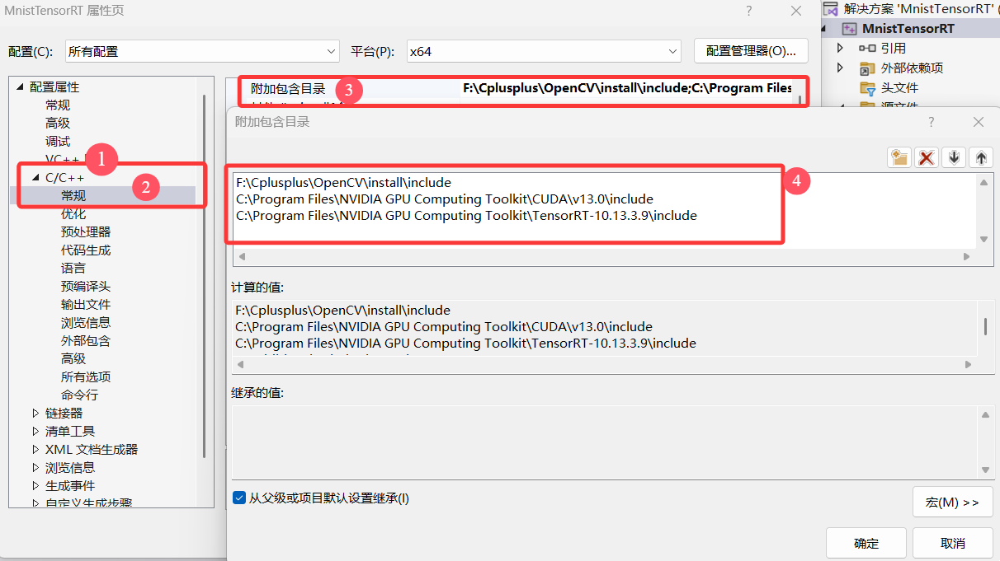 MnistTensorRT 属性页
?
配置(C):
所有配置
平台(P):
x64
配置管理器(O)...
配置属性
常规
高级
调试
VC++
C/C++
常规
优化
预处理器
代码生成
语言
预编译头
输出文件
浏览信息
外部包含
高级
所有选项
命令行
链接器
清单工具
XML 文档生成器
浏览信息
生成事件
自定义生成步骤
1
2
附加包含目录
3
F:\Cplusplus\OpenCV\install\include;C:\Program Files
附加包含目录
?
F:\Cplusplus\OpenCV\install\include
C:\Program Files\NVIDIA GPU Computing Toolkit\CUDA\v13.0\include
C:\Program Files\NVIDIA GPU Computing Toolkit\TensorRT-10.13.3.9\include
4
计算的值:
F:\Cplusplus\OpenCV\install\include
C:\Program Files\NVIDIA GPU Computing Toolkit\CUDA\v13.0\include
C:\Program Files\NVIDIA GPU Computing Toolkit\TensorRT-10.13.3.9\include
继承的值:
从父级或项目默认设置继承(I)
宏(M) >>
确定
取消
解决方案 'MnistTensorRT' (
MnistTensorRT
引用
外部依赖项
头文件
源文件